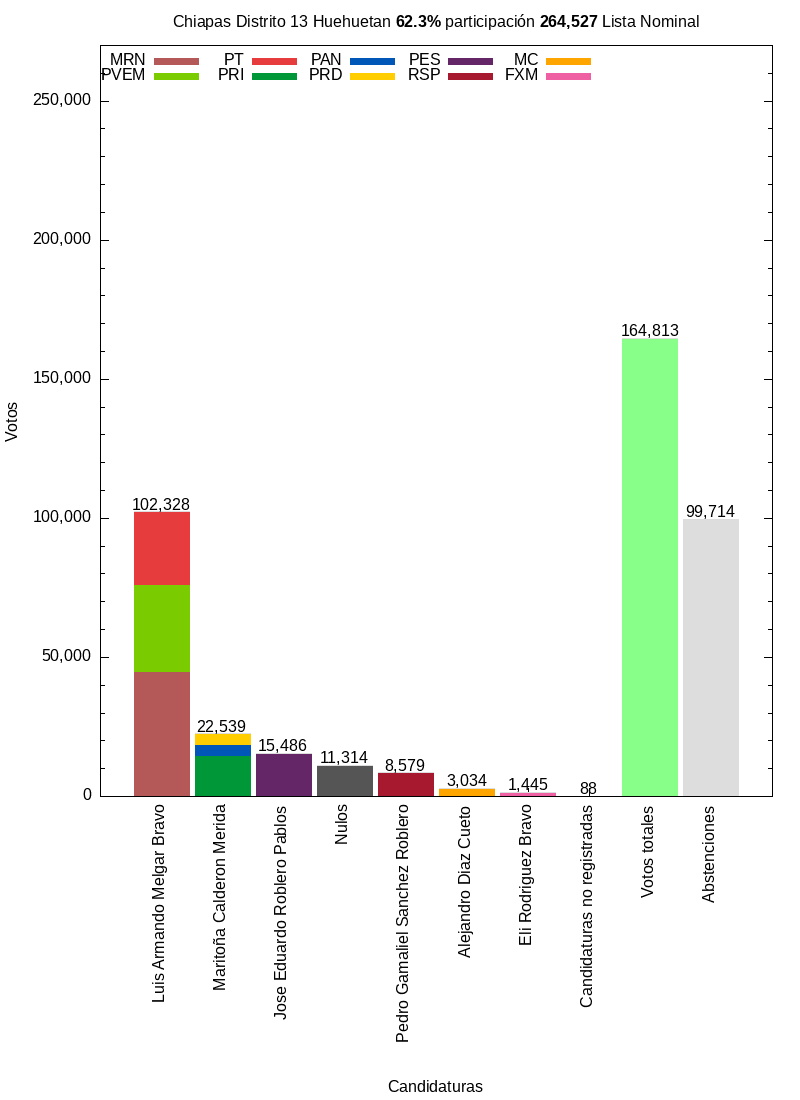 Chiapas Distrito 13 Huehuetan 62.3% participación 264,527 Lista Nominal
MRN PT PAN PES MC
PVEM PRI PRD RSP FXM
250,000
200,000
150,000
100,000
50,000
0
Votos
102,328
22,539
15,486
11,314
8,579
3,034
1,445
88
164,813
99,714
Luis Armando Melgar Bravo
Maritoña Calderon Merida
Jose Eduardo Roblero Pablos
Nulos
Pedro Gamaliel Sanchez Roblero
Alejandro Diaz Cueto
Eli Rodriguez Bravo
Candidaturas no registradas
Votos totales
Abstenciones
Candidaturas